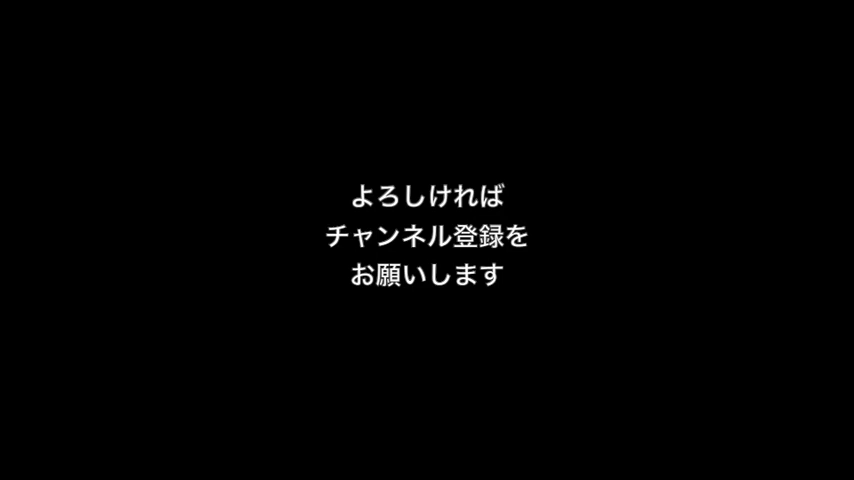 よろしければ
チャンネル登録を
お願いします